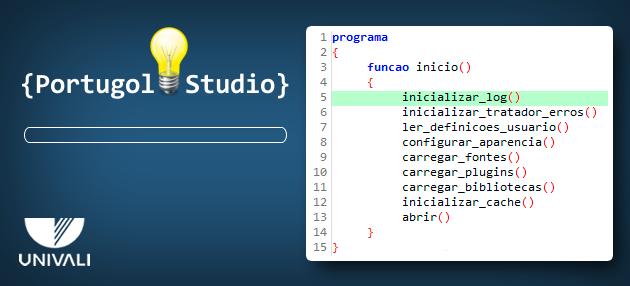 {Portugol Studio}
UNIVALI
1 programa
2 {
3 funcao inicio()
4 {
5 inicializar_log()
6 inicializar_tratador_erros()
7 ler_definicoes_usuario()
8 configurar_aparencia()
9 carregar_fontes()
10 carregar_plugins()
11 carregar_bibliotecas()
12 inicializar_cache()
13 abrir()
14 }
15 }